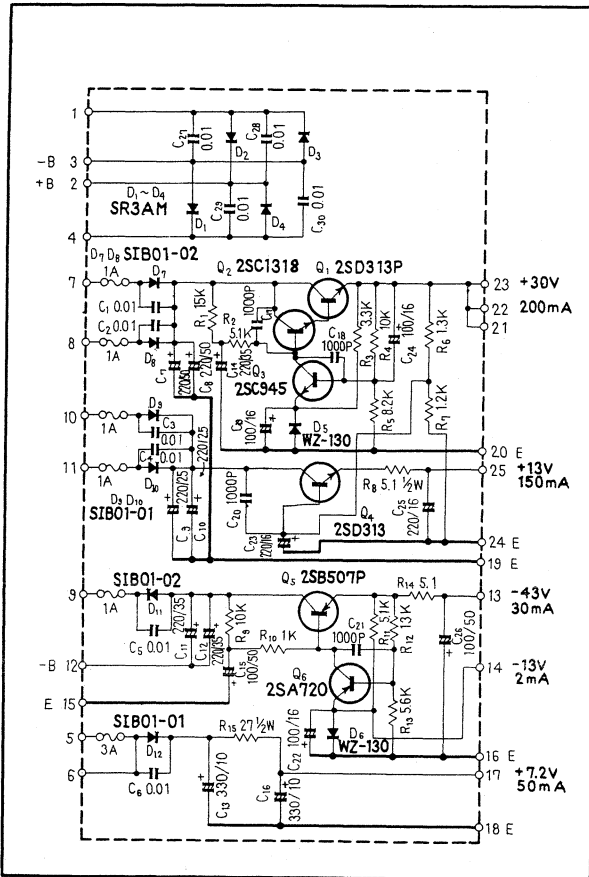 1
C27 0.01
D2
C28 0.01
D3
-B 3
+B 2
D1~D4
SR3AM
D1
C29 0.01
D4
C30 0.01
4
D7 D8 SIB01-02
7
1A
D7
C1 0.01
C2 0.01
8
1A
D8
C7 220/50
C8 220/50
R1 15K
R2 5.1K
1000P
C14 220/35
Q2 2SC1318
Q1 2SD313P
C18 1000P
Q3 2SC945
3.3K
R3
10K
R4
100/16
C24
R6 1.3K
23 +30V
22 200mA
21
100/16
D5
WZ-130
R5 8.2K
R7 1.2K
20 E
10
1A
D9
C3 0.01
C4 0.01
220/25
11
1A
D10
D9 D10
SIB01-01
220/25
C9
C10
C20 1000P
C23 220/16
Q4
2SD313
R8 5.1 ½W
C25 220/16
25 +13V
150mA
24 E
19 E
9
1A
SIB01-02
D11
C5 0.01
220/35
C11
C12 220/35
R9 10K
R10 1K
C15 100/50
Q5 2SB507P
C21 1000P
R11 5.1K
R12 13K
R14 5.1
C26 100/50
13 -43V
30mA
-B 12
E 15
Q6
2SA720
R13 5.6K
14 -13V
2mA
C22 100/16
D6
WZ-130
16 E
SIB01-01
5
3A
D12
6
C6 0.01
R15 27 ½W
C13 330/10
C16 330/10
17 +7.2V
50mA
18 E